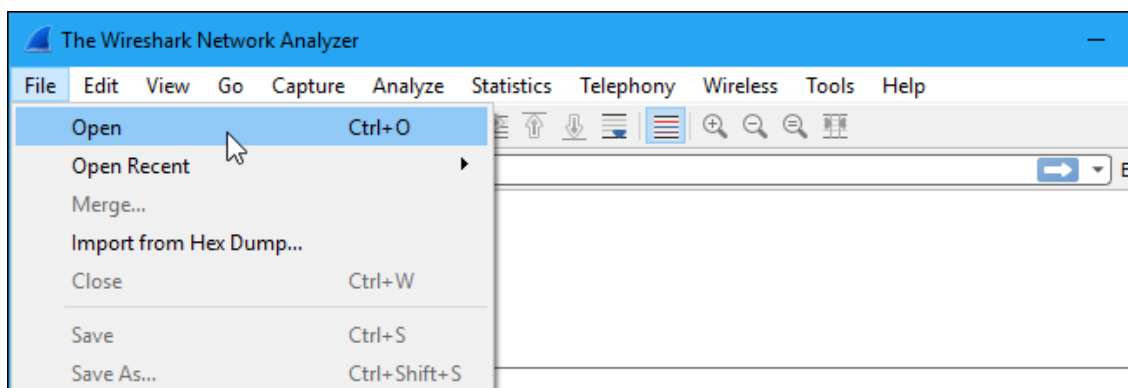 The Wireshark Network Analyzer
File Edit View Go Capture Analyze Statistics Telephony Wireless Tools Help
Open Ctrl+O
Open Recent
Merge...
Import from Hex Dump...
Close Ctrl+W
Save Ctrl+S
Save As... Ctrl+Shift+S